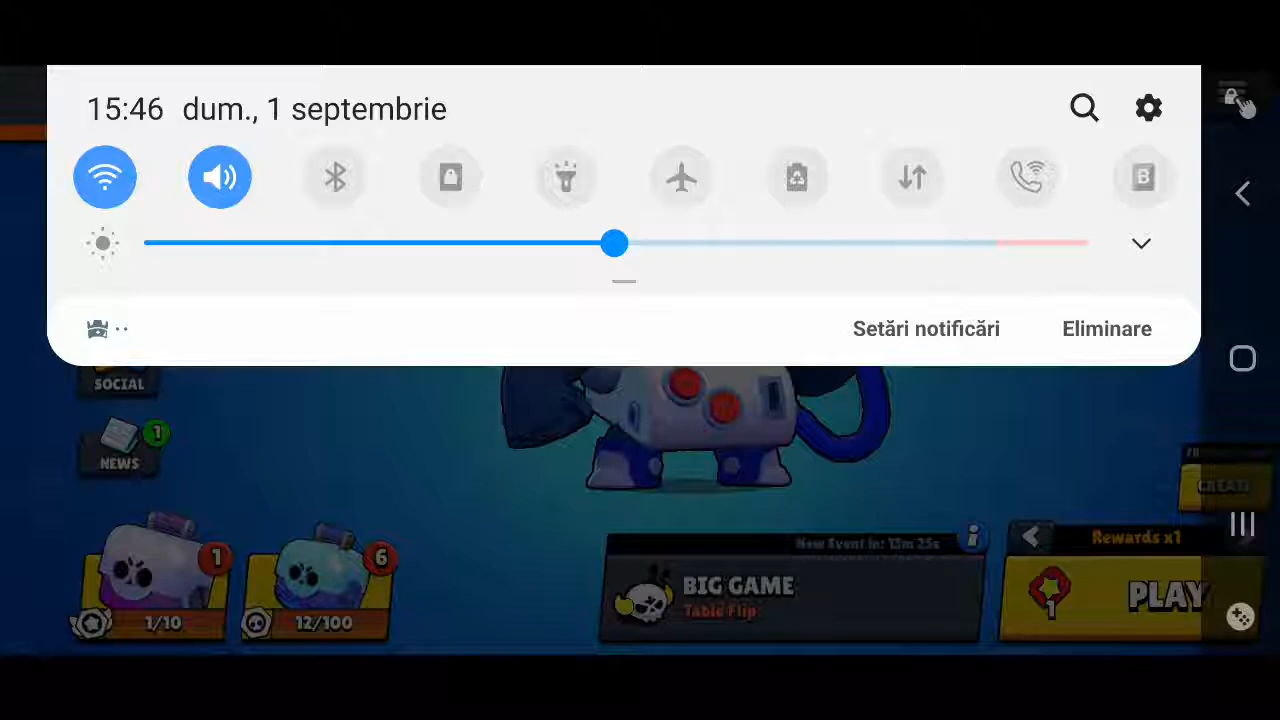 15:46 dum., 1 septembrie
Setări notificări Eliminare
SOCIAL
1
NEWS
CREATE
New Event in: 13m 25s
Rewards x1
1
6
BIG GAME
Table Flip
1
PLAY
1/10
12/100